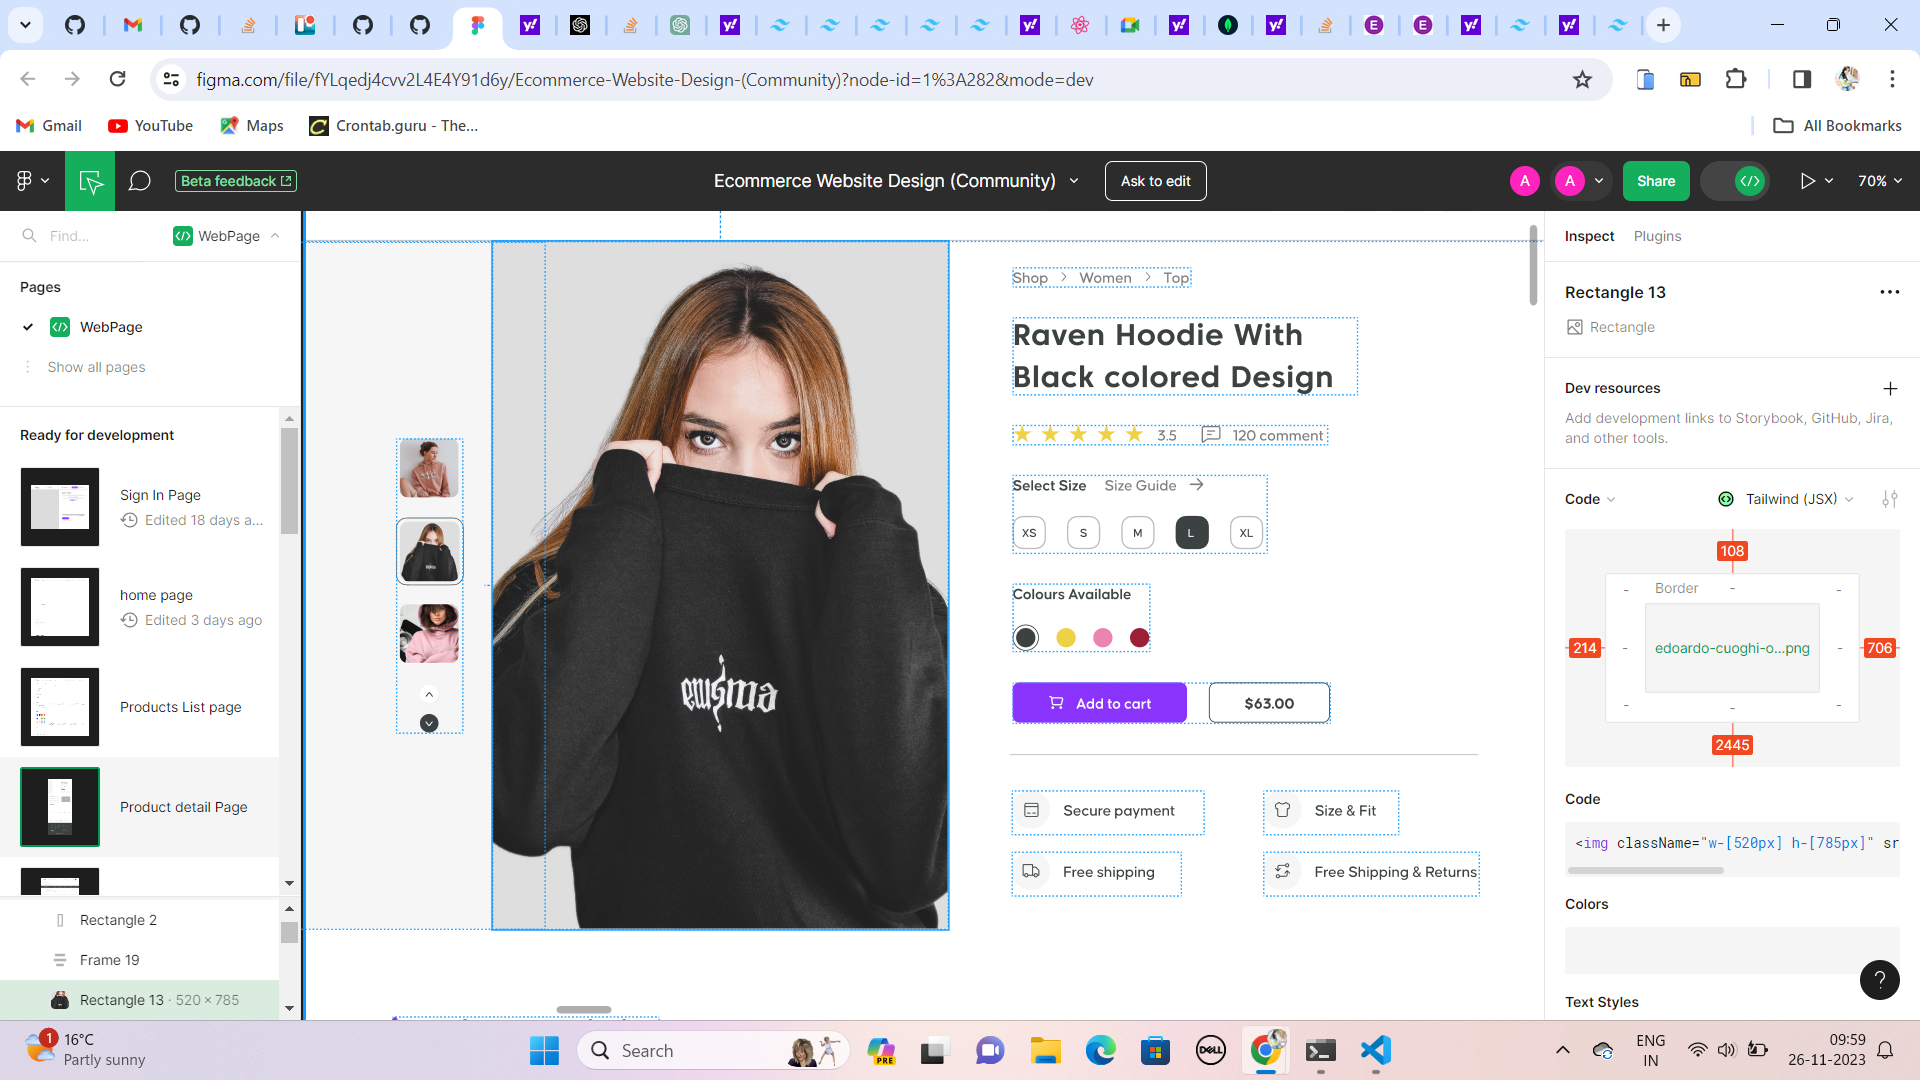 figma.com/file/fYLqedj4cvv2L4E4Y91d6y/Ecommerce-Website-Design-(Community)?node-id=1%3A282&mode=dev
Gmail
YouTube
Maps
Crontab.guru - The...
All Bookmarks
Beta feedback
Ecommerce Website Design (Community)
Ask to edit
A
A
Share
70%
Find...
WebPage
Pages
WebPage
Show all pages
Ready for development
Sign In Page
Edited 18 days a...
home page
Edited 3 days ago
Products List page
Product detail Page
Rectangle 2
Frame 19
Rectangle 13 · 520 × 785
Shop > Women > Top
Raven Hoodie With
Black colored Design
3.5
120 comment
Select Size
Size Guide
XS
S
M
L
XL
Colours Available
Add to cart
$63.00
Secure payment
Size & Fit
Free shipping
Free Shipping & Returns
enigma
Inspect
Plugins
Rectangle 13
Rectangle
Dev resources
Add development links to Storybook, GitHub, Jira,
and other tools.
Code
Tailwind (JSX)
108
Border
214
edoardo-cuoghi-o...png
706
2445
Code
<img className="w-[520px] h-[785px]" sr
Colors
Text Styles
?
1
16°C
Partly sunny
Search
PRE
DELL
ENG
IN
09:59
26-11-2023